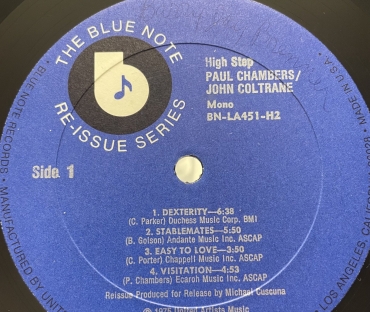 THE BLUE NOTE
RE-ISSUE SERIES
b
High Step
PAUL CHAMBERS/
JOHN COLTRANE
Mono
BN-LA451-H2
Side 1
1. DEXTERITY—6:38
(C. Parker) Duchess Music Corp. BMI
2. STABLEMATES—5:50
(B. Golson) Andante Music Inc. ASCAP
3. EASY TO LOVE—3:50
(C. Porter) Chappell Music Inc. ASCAP
4. VISITATION—4:53
(P. Chambers) Ecaroh Music Inc. ASCAP
Reissue Produced for Release by Michael Cuscuna
1975 United Artists Music
BLUE NOTE RECORDS • MANUFACTURED BY
LOS ANGELES,
MADE IN U.S.A.